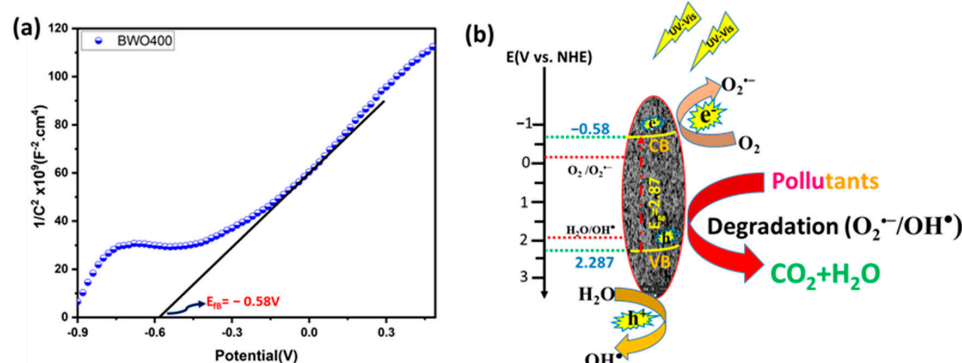 (a)
BWO400
120
100
80
60
40
20
0
1/C² x10⁹(F⁻².cm⁴)
E_fB= − 0.58V
-0.9
-0.6
-0.3
0.0
0.3
Potential(V)
(b)
UV-Vis
UV-Vis
E(V vs. NHE)
O₂•−
e⁻
e⁻
−1
−0.58
CB
O₂
0
O₂ /O₂•−
Pollutants
1
E_g=2.87
H₂O/OH•
h
Degradation (O₂•−/OH•)
2
2.287
VB
CO₂+H₂O
3
H₂O
h⁺
OH•